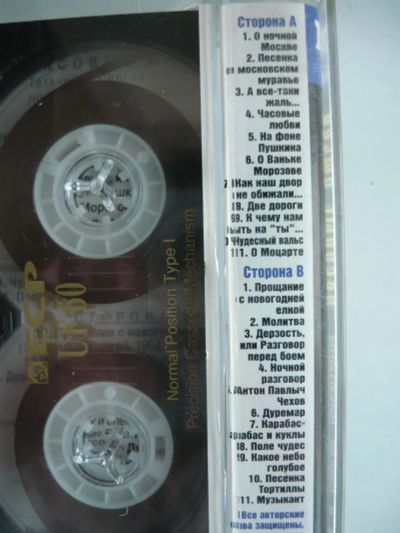 Сторона А
1. О ночной
Москве
2. Песенка
о московском
муравье
3. А все-таки
жаль...
4. Часовые
любви
5. На фоне
Пушкина
6. О Ваньке
Морозове
7. Как наш двор
не обижали...
8. Две дороги
9. К чему нам
быть на "ты"...
Чудесный вальс
11. О Моцарте
Сторона В
1. Прощание
с новогодней
елкой
2. Молитва
3. Дерзость,
или Разговор
перед боем
4. Ночной
разговор
Антон Павлыч
Чехов
6. Дуремар
7. Карабас-
рабас и куклы
8. Поле чудес
9. Какое небо
голубое
10. Песенка
Тортиллы
11. Музыкант
Все авторские
права защищены.
Normal Position Type I
Precision Cassette Mechanism
60